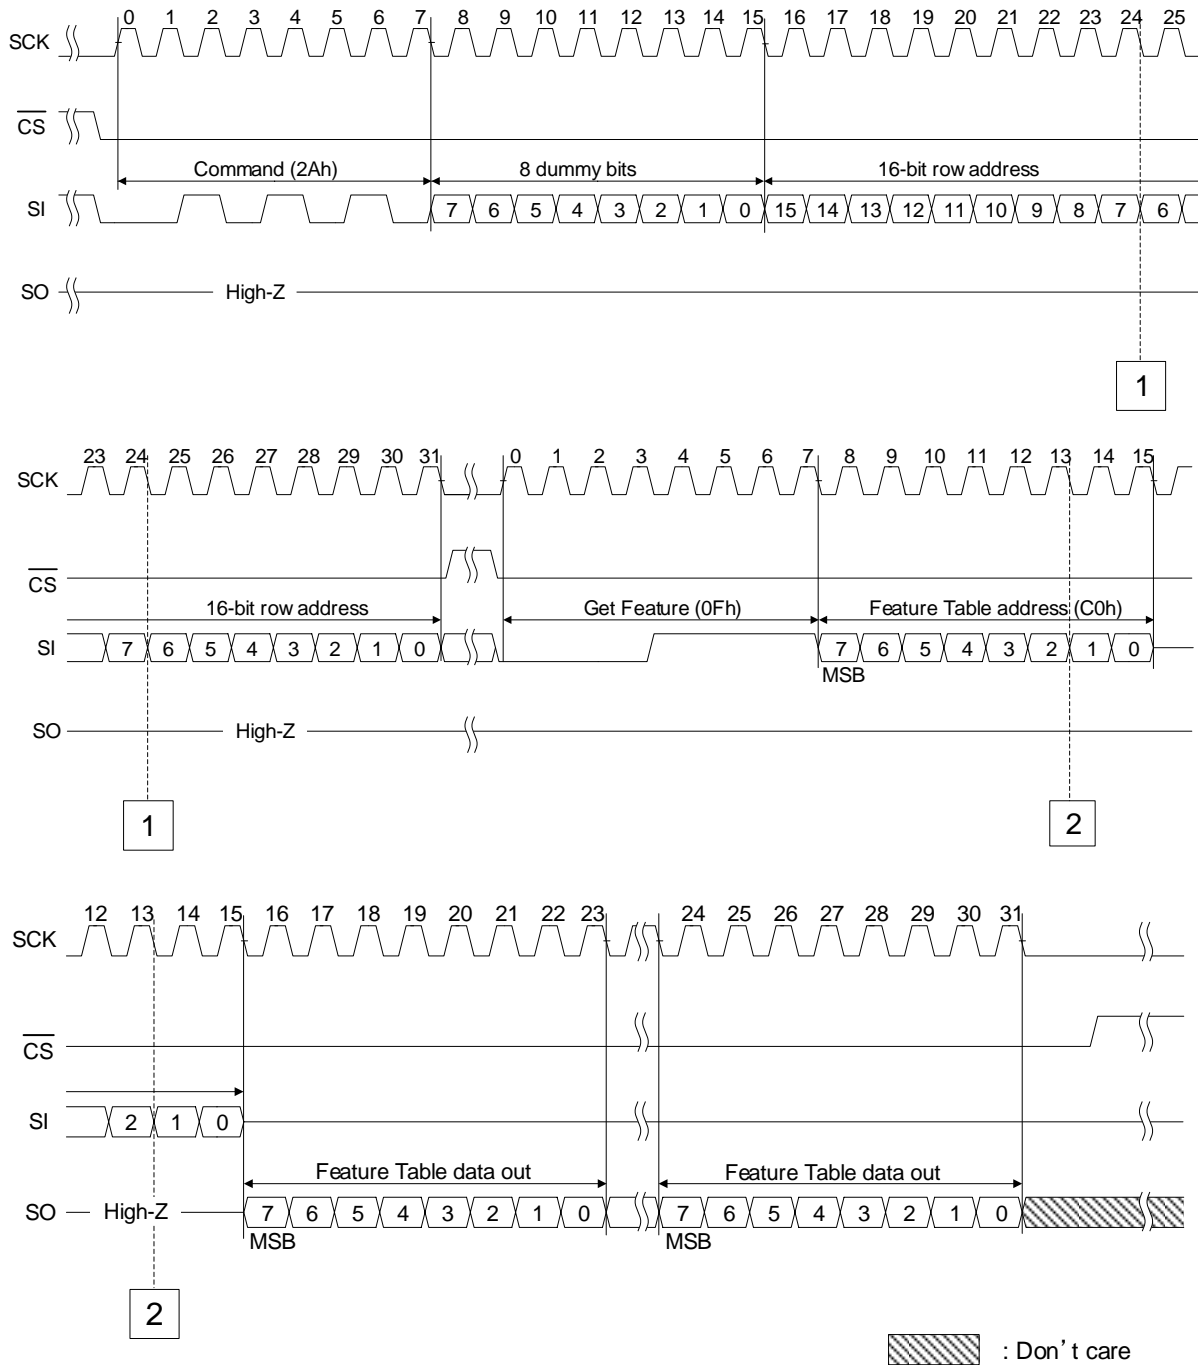 0 1 2 3 4 5 6 7 8 9 10 11 12 13 14 15 16 17 18 19 20 21 22 23 24 25
SCK
CS
Command (2Ah) 8 dummy bits 16-bit row address
SI 7 6 5 4 3 2 1 0 15 14 13 12 11 10 9 8 7 6
SO High-Z
1
23 24 25 26 27 28 29 30 31 0 1 2 3 4 5 6 7 8 9 10 11 12 13 14 15
SCK
CS
16-bit row address Get Feature (0Fh) Feature Table address (C0h)
SI 7 6 5 4 3 2 1 0 7 6 5 4 3 2 1 0
MSB
SO High-Z
1 2
12 13 14 15 16 17 18 19 20 21 22 23 24 25 26 27 28 29 30 31
SCK
CS
SI 2 1 0
Feature Table data out Feature Table data out
SO High-Z 7 6 5 4 3 2 1 0 7 6 5 4 3 2 1 0
MSB MSB
2
: Don't care